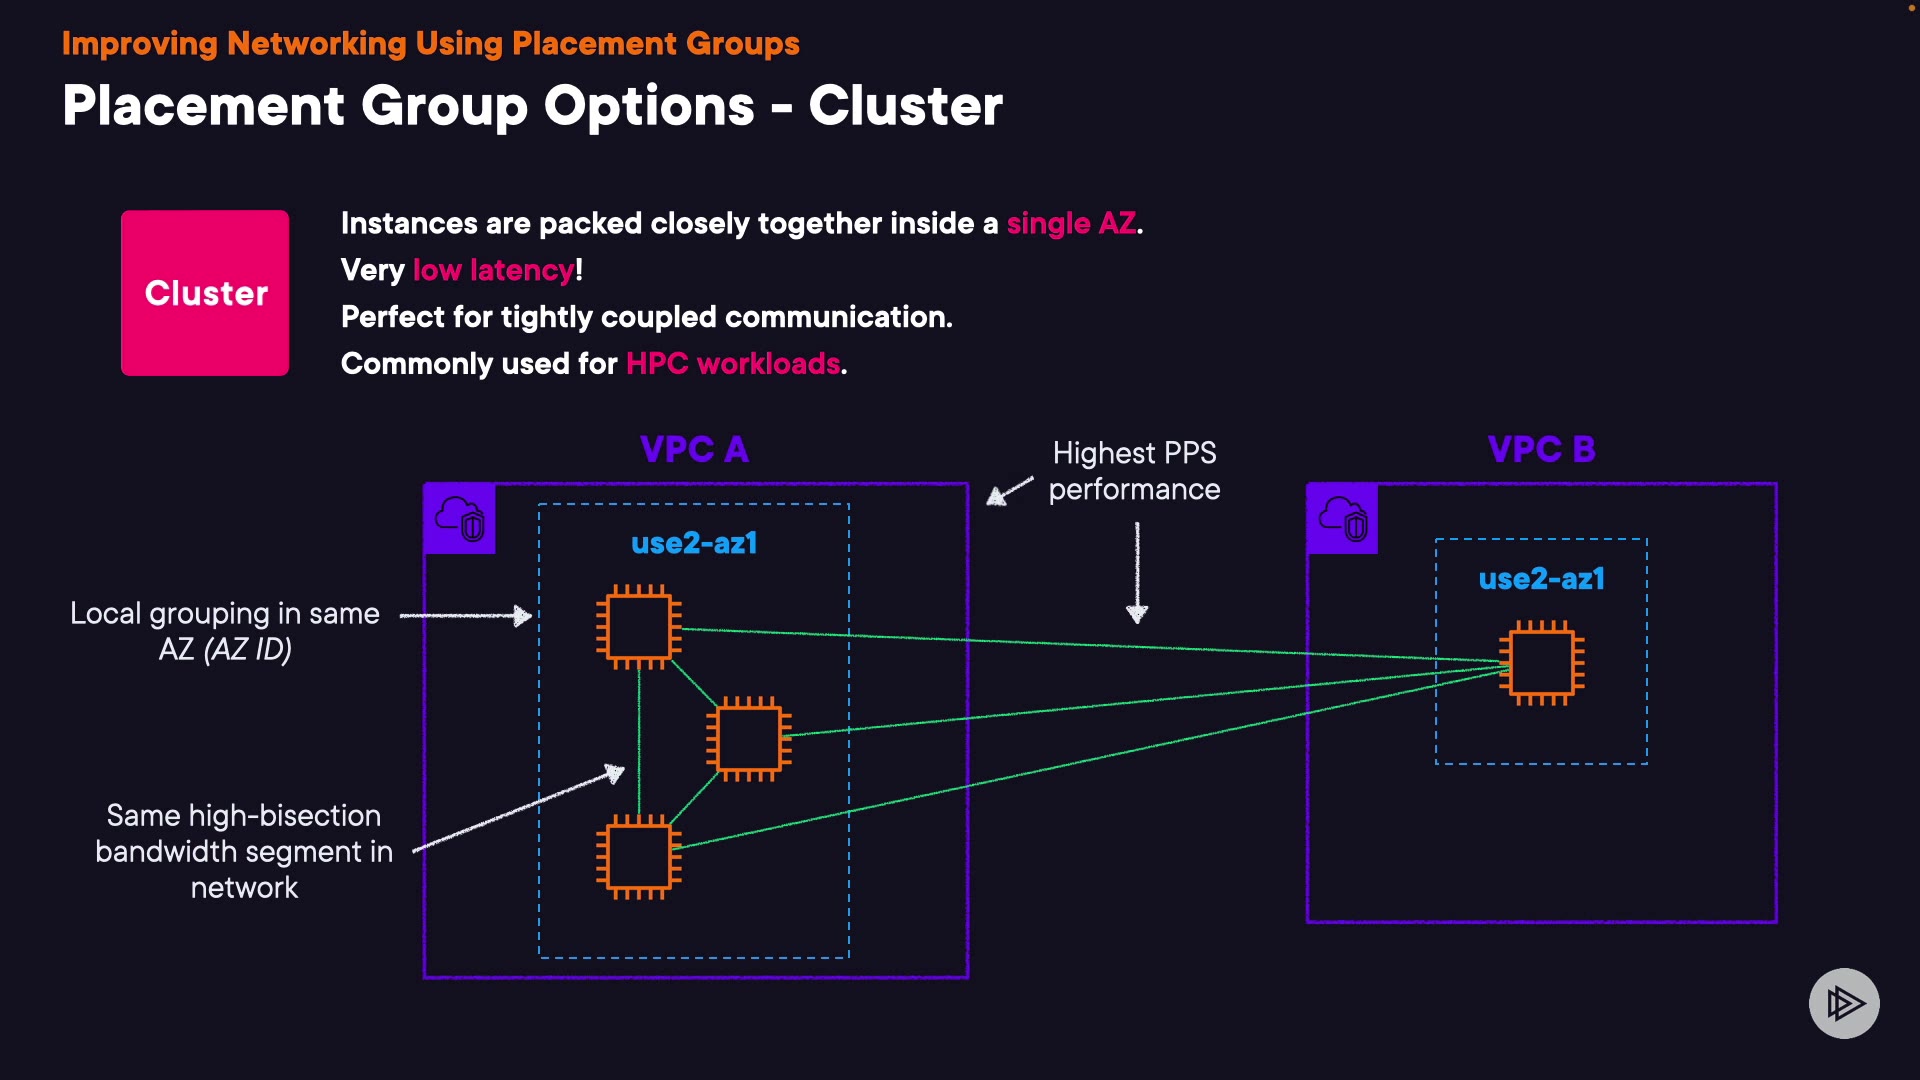 Improving Networking Using Placement Groups
Placement Group Options - Cluster
Cluster
Instances are packed closely together inside a single AZ.
Very low latency!
Perfect for tightly coupled communication.
Commonly used for HPC workloads.
VPC A
Highest PPS
performance
VPC B
use2-az1
use2-az1
Local grouping in same
AZ (AZ ID)
Same high-bisection
bandwidth segment in
network